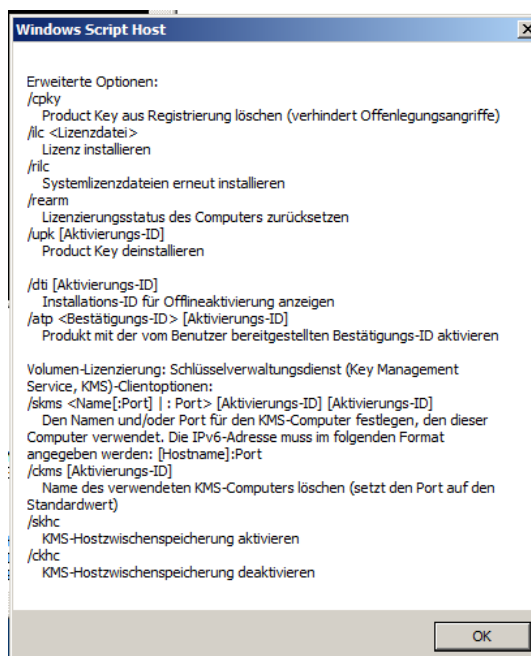 Windows Script Host
Erweiterte Optionen:
/cpky
Product Key aus Registrierung löschen (verhindert Offenlegungsangriffe)
/ilc <Lizenzdatei>
Lizenz installieren
/rilc
Systemlizenzdateien erneut installieren
/rearm
Lizenzierungsstatus des Computers zurücksetzen
/upk [Aktivierungs-ID]
Product Key deinstallieren
/dti [Aktivierungs-ID]
Installations-ID für Offlineaktivierung anzeigen
/atp <Bestätigungs-ID> [Aktivierungs-ID]
Produkt mit der vom Benutzer bereitgestellten Bestätigungs-ID aktivieren
Volumen-Lizenzierung: Schlüsselverwaltungsdienst (Key Management
Service, KMS)-Clientoptionen:
/skms <Name[:Port] | : Port> [Aktivierungs-ID] [Aktivierungs-ID]
Den Namen und/oder Port für den KMS-Computer festlegen, den dieser
Computer verwendet. Die IPv6-Adresse muss im folgenden Format
angegeben werden: [Hostname]:Port
/ckms [Aktivierungs-ID]
Name des verwendeten KMS-Computers löschen (setzt den Port auf den
Standardwert)
/skhc
KMS-Hostzwischenspeicherung aktivieren
/ckhc
KMS-Hostzwischenspeicherung deaktivieren
OK